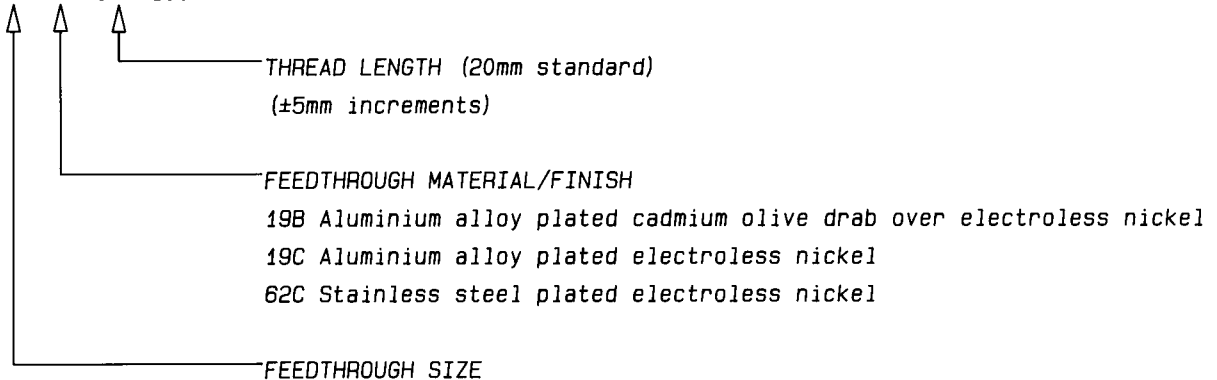 THREAD LENGTH (20mm standard)
(±5mm increments)
FEEDTHROUGH MATERIAL/FINISH
19B Aluminium alloy plated cadmium olive drab over electroless nickel
19C Aluminium alloy plated electroless nickel
62C Stainless steel plated electroless nickel
FEEDTHROUGH SIZE